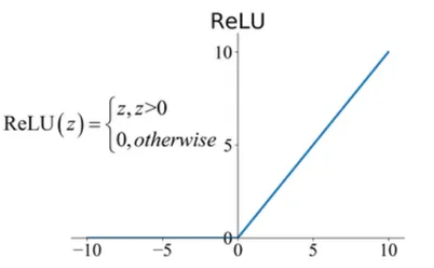 ReLU
10
ReLU(z)={z, z>0
0, otherwise
5
0
−10 −5 0 5 10